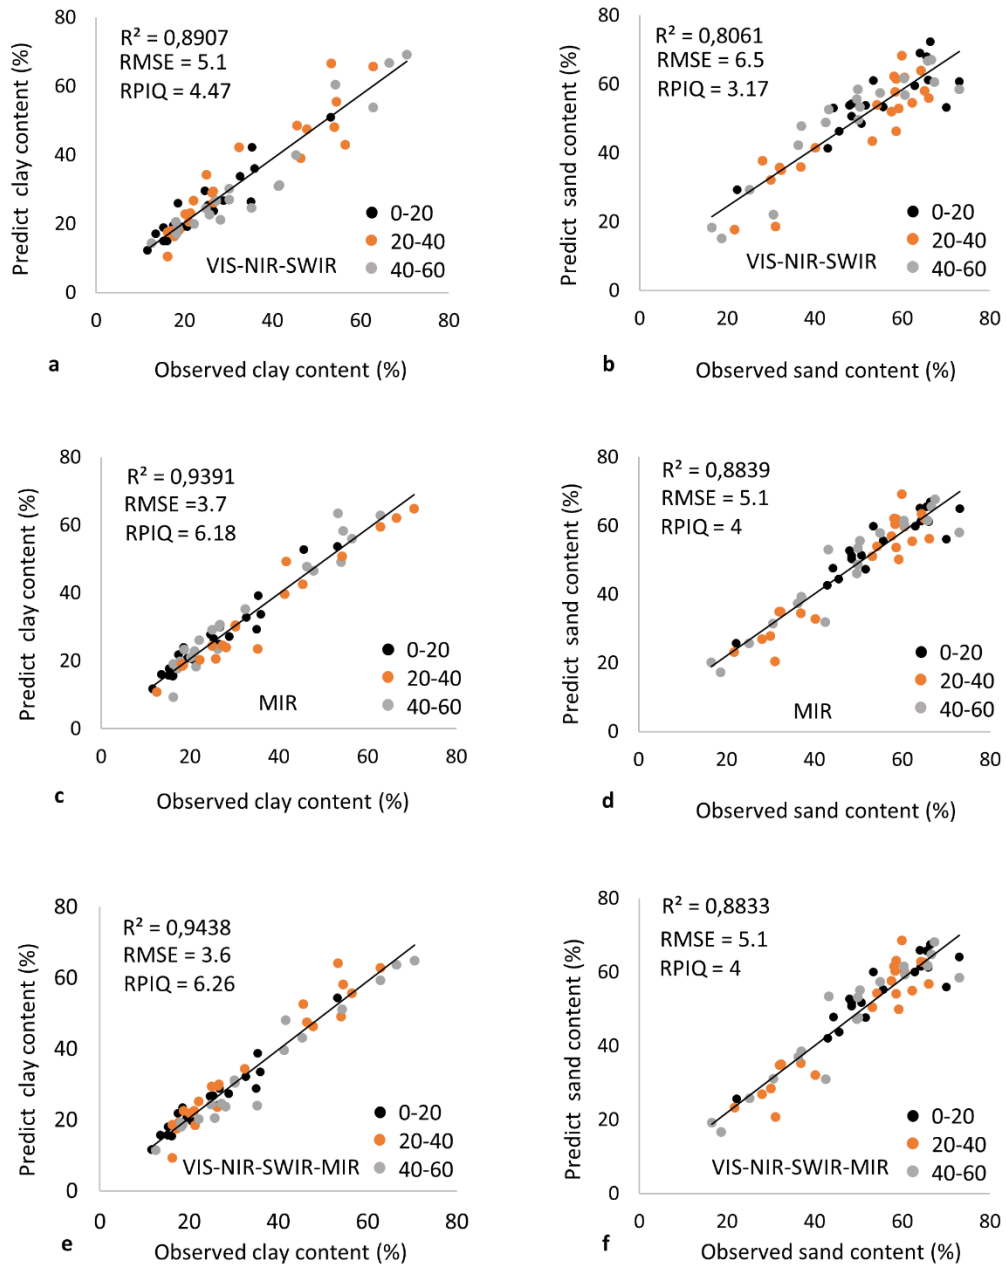 80
60
40
20
0
0 20 40 60 80
Predict clay content (%)
R² = 0,8907
RMSE = 5.1
RPIQ = 4.47
0-20
20-40
40-60
VIS-NIR-SWIR
a
Observed clay content (%)
80
60
40
20
0
0 20 40 60 80
Predict sand content (%)
R² = 0,8061
RMSE = 6.5
RPIQ = 3.17
0-20
20-40
40-60
VIS-NIR-SWIR
b
Observed sand content (%)
80
60
40
20
0
0 20 40 60 80
Predict clay content (%)
R² = 0,9391
RMSE =3.7
RPIQ = 6.18
0-20
20-40
40-60
MIR
c
Observed clay content (%)
80
60
40
20
0
0 20 40 60 80
Predict sand content (%)
R² = 0,8839
RMSE = 5.1
RPIQ = 4
0-20
20-40
40-60
MIR
d
Observed sand content (%)
80
60
40
20
0
0 20 40 60 80
Predict clay content (%)
R² = 0,9438
RMSE = 3.6
RPIQ = 6.26
0-20
20-40
40-60
VIS-NIR-SWIR-MIR
e
Observed clay content (%)
80
60
40
20
0
0 20 40 60 80
Predict sand content (%)
R² = 0,8833
RMSE = 5.1
RPIQ = 4
0-20
20-40
40-60
VIS-NIR-SWIR-MIR
f
Observed sand content (%)